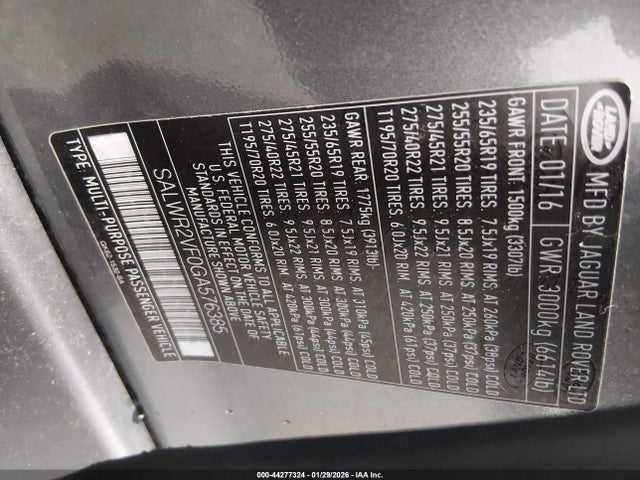 LAND
ROVER
MFD BY JAGUAR LAND ROVER LTD
DATE: 01/16 GWR 3000kg (6614lb)
GAWR FRONT: 1500kg (3307lb)
235/65R19 TIRES 7.5Jx19 RIMS: AT 260kPa (38psi) COLD
255/55R20 TIRES 8.5Jx20 RIMS: AT 250kPa (37psi) COLD
275/45R21 TIRES 9.5Jx21 RIMS: AT 250kPa (37psi) COLD
275/40R22 TIRES 9.5Jx22 RIMS: AT 250kPa (37psi) COLD
T195/70R20 TIRES 6.0Jx20 RIMS: AT 420kPa (61psi) COLD
GAWR REAR: 1775kg (3913lb)
235/65R19 TIRES 7.5Jx19 RIMS: AT 310kPa (45psi) COLD
255/55R20 TIRES 8.5Jx20 RIMS: AT 300kPa (44psi) COLD
275/45R21 TIRES 9.5Jx21 RIMS: AT 300kPa (44psi) COLD
275/40R22 TIRES 9.5Jx22 RIMS: AT 300kPa (44psi) COLD
T195/70R20 TIRES 6.0Jx20 RIMS: AT 420kPa (61psi) COLD
THIS VEHICLE CONFORMS TO ALL APPLICABLE
U.S. FEDERAL MOTOR VEHICLE SAFETY
STANDARDS IN EFFECT ON THE DATE OF
MANUFACTURE SHOWN ABOVE.
SALWR2VF0GA576386
TYPE: MULTI-PURPOSE PASSENGER VEHICLE
000-44277324 | 01/29/2026 | IAA Inc.